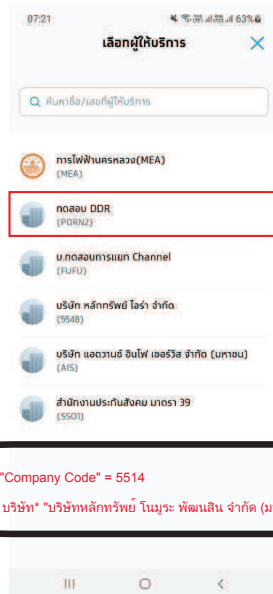 07:21 63%
เลือกผู้ให้บริการ
ค้นหาชื่อ/เลขที่ผู้ให้บริการ
การไฟฟ้านครหลวง(MEA)
(MEA)
ทดสอบ DDR
(PORN2)
บ.ทดสอบการแยก Channel
(FUFU)
บริษัท หลักทรัพย์ ไอร่า จำกัด
(5548)
บริษัท แอดวานซ์ อินโฟ เซอร์วิส จำกัด (มหาชน)
(AIS)
สำนักงานประกันสังคม มาตรา 39
(SSO1)
"Company Code" = 5514
บริษัท* "บริษัทหลักทรัพย์ โนมูระ พัฒนสิน จำกัด (ม